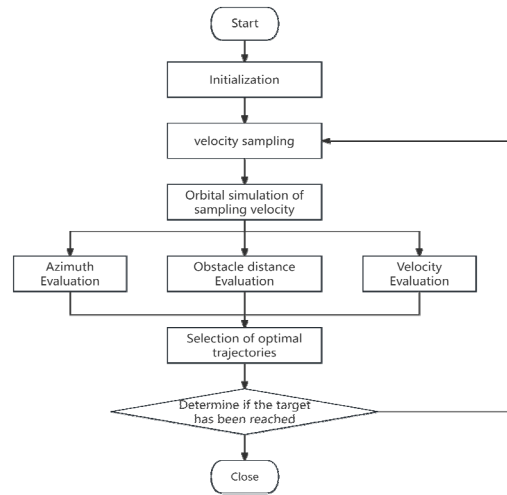 Start
Initialization
velocity sampling
Orbital simulation of
sampling velocity
Azimuth
Evaluation
Obstacle distance
Evaluation
Velocity
Evaluation
Selection of optimal
trajectories
Determine if the target
has been reached
Close